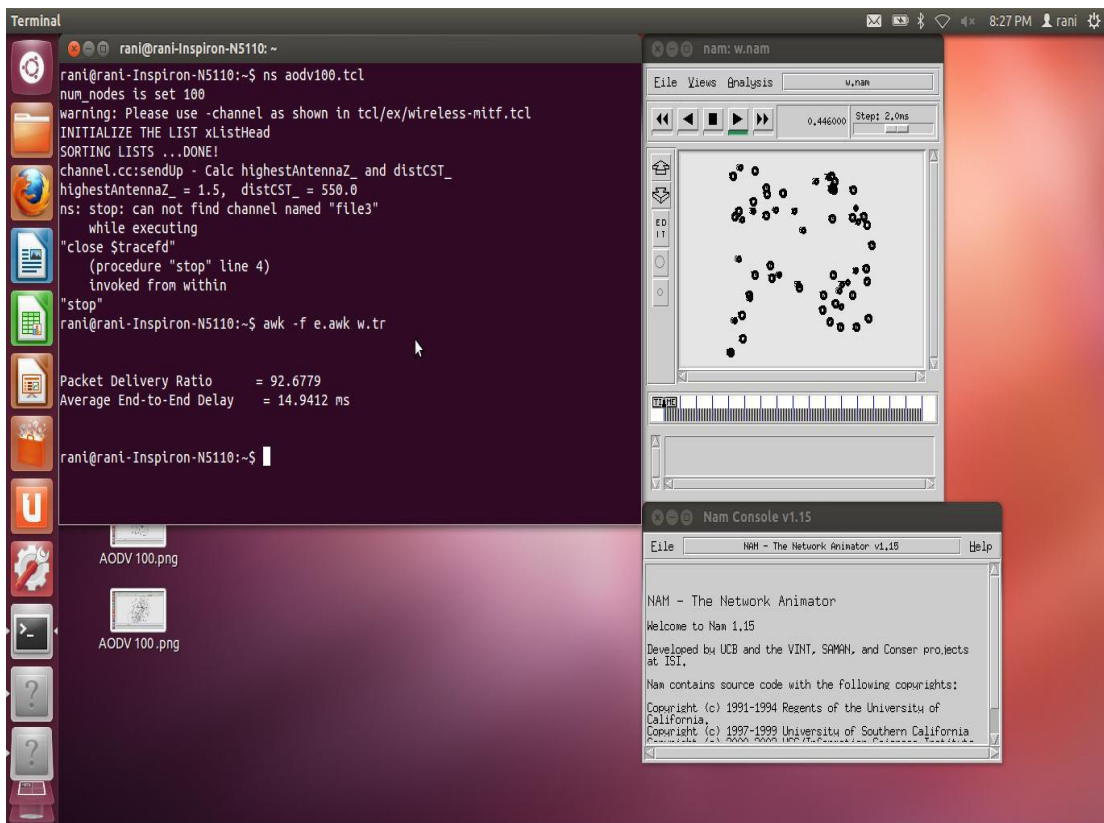 Terminal
8:27 PM rani
rani@rani-Inspiron-N5110: ~
rani@rani-Inspiron-N5110:~$ ns aodv100.tcl
num_nodes is set 100
warning: Please use -channel as shown in tcl/ex/wireless-mitf.tcl
INITIALIZE THE LIST xListHead
SORTING LISTS ...DONE!
channel.cc:sendUp - Calc highestAntennaZ_ and distCST_
highestAntennaZ_ = 1.5,  distCST_ = 550.0
ns: stop: can not find channel named "file3"
    while executing
"close $tracefd"
    (procedure "stop" line 4)
    invoked from within
"stop"
rani@rani-Inspiron-N5110:~$ awk -f e.awk w.tr
Packet Delivery Ratio      = 92.6779
Average End-to-End Delay    = 14.9412 ms
rani@rani-Inspiron-N5110:~$
AODV 100.png
AODV 100 .png
nam: w.nam
File Views Analysis w.nam
0.446000 Step: 2.0ms
ED
IT
TIME
Nam Console v1.15
File NAM - The Network Animator v1.15 Help
NAM - The Network Animator
Welcome to Nam 1.15
Developed by UCB and the VINT, SAMAN, and Conser projects
at ISI.
Nam contains source code with the following copyrights:
Copyright (c) 1991-1994 Regents of the University of
California.
Copyright (c) 1997-1999 University of Southern California